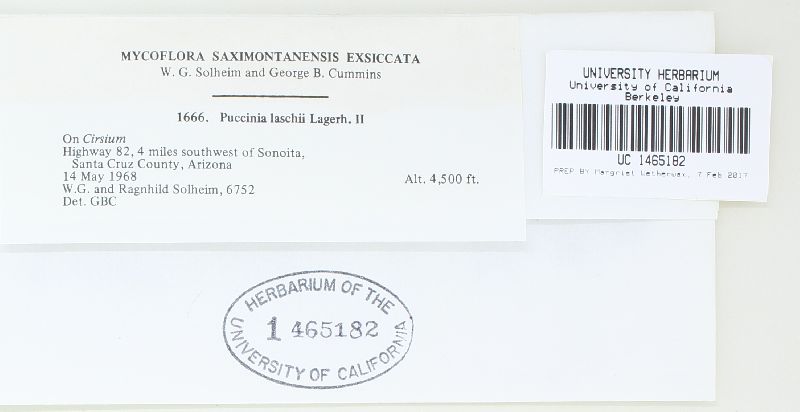 MYCOFLORA SAXIMONTANENSIS EXSICCATA
W. G. Solheim and George B. Cummins
1666. Puccinia laschii Lagerh. II
On Cirsium
Highway 82, 4 miles southwest of Sonoita,
Santa Cruz County, Arizona
14 May 1968
Alt. 4,500 ft.
W.G. and Ragnhild Solheim, 6752
Det. GBC
UNIVERSITY HERBARIUM
University of California
Berkeley
UC 1465182
PREP BY Margriet Wetherwax, 7 Feb 2017
HERBARIUM OF THE
1 465182
UNIVERSITY OF CALIFORNIA